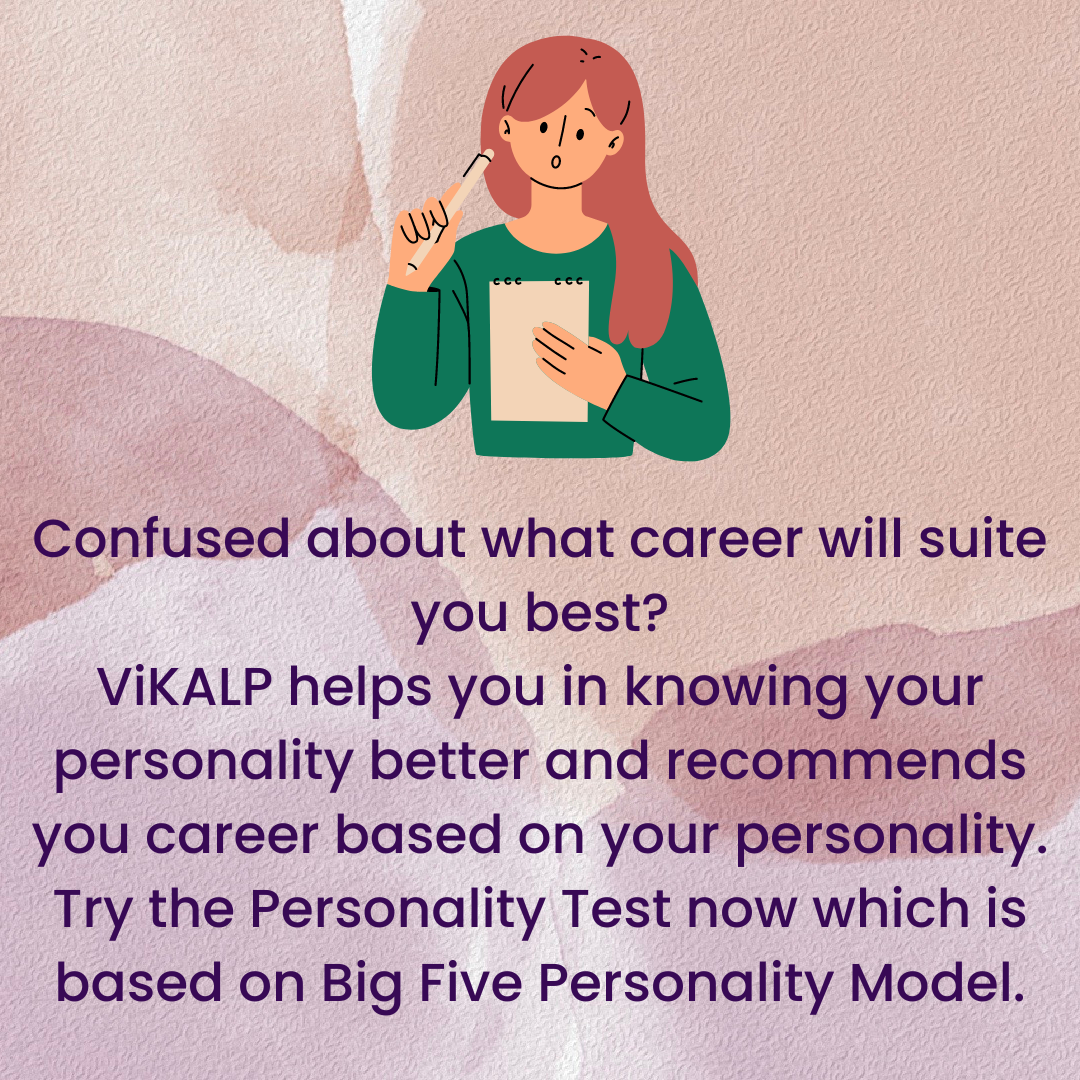 Confused about what career will suite
you best?
ViKALP helps you in knowing your
personality better and recommends
you career based on your personality.
Try the Personality Test now which is
based on Big Five Personality Model.